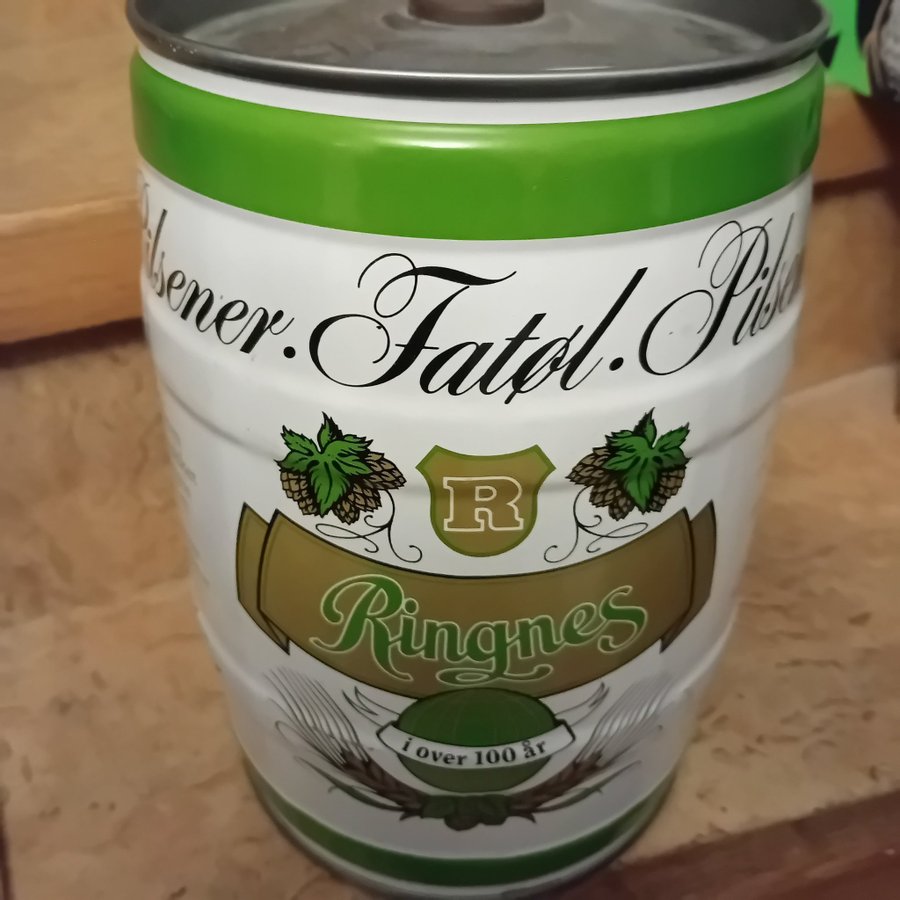 Pilsener · Fatøl · Pilsen
R
Ringnes
i over 100 år